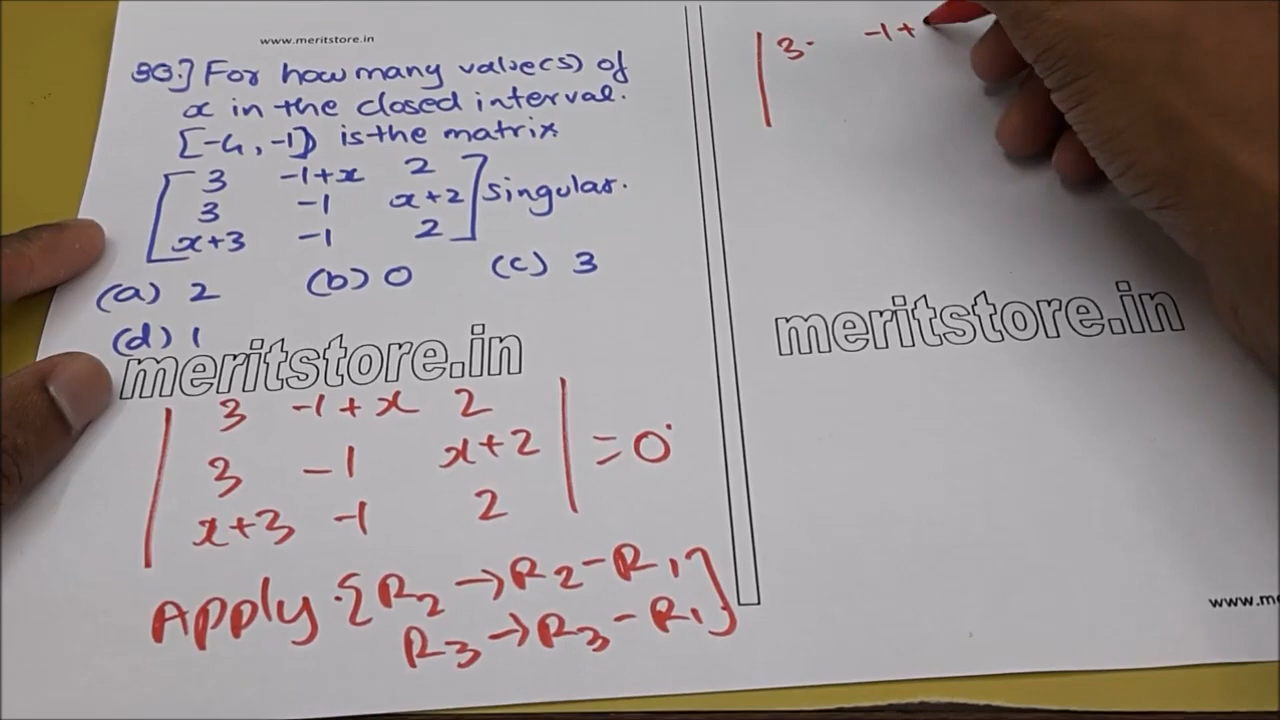 www.meritstore.in
30.] For how many value(s) of
x in the closed interval.
[-4, -1] is the matrix
[ 3 -1+x 2
3 -1 x+2
x+3 -1 2 ] singular.
(a) 2 (b) 0 (c) 3
(d) 1
meritstore.in
| 3 -1+x 2
3 -1 x+2
x+3 -1 2 | = 0
Apply {R2 → R2 - R1
R3 → R3 - R1}
| 3 -1+
meritstore.in
www.m